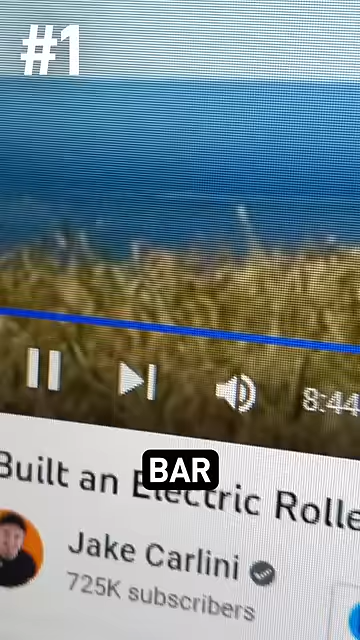 #1
8:44
Built an Electric Rolle
BAR
Jake Carlini
725K subscribers